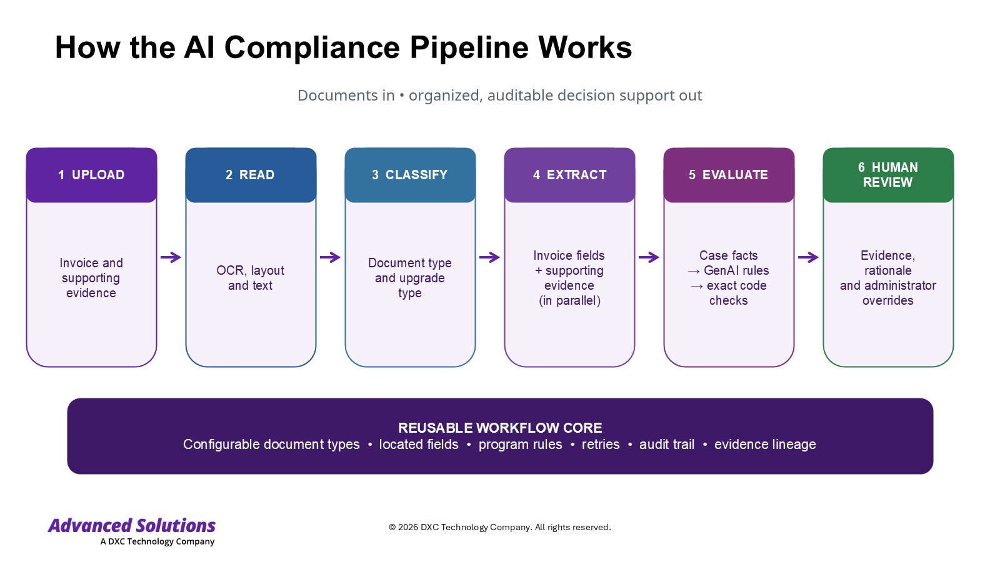 How the AI Compliance Pipeline Works
Documents in • organized, auditable decision support out
1 UPLOAD
Invoice and
supporting
evidence
2 READ
OCR, layout
and text
3 CLASSIFY
Document type
and upgrade
type
4 EXTRACT
Invoice fields
+ supporting
evidence
(in parallel)
5 EVALUATE
Case facts
→ GenAI rules
→ exact code
checks
6 HUMAN
REVIEW
Evidence,
rationale
and administrator
overrides
REUSABLE WORKFLOW CORE
Configurable document types • located fields • program rules • retries • audit trail • evidence lineage
Advanced Solutions
A DXC Technology Company
© 2026 DXC Technology Company. All rights reserved.